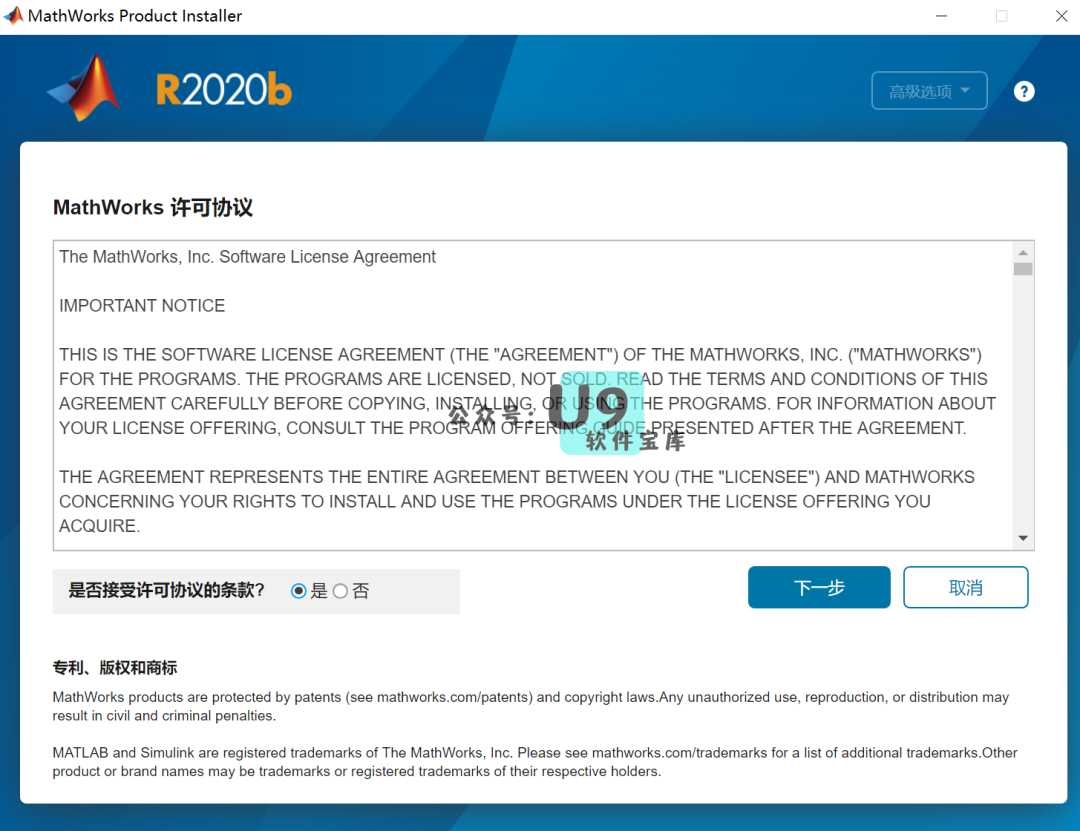 MathWorks Product Installer
R2020b
高级选项
?
MathWorks 许可协议
The MathWorks, Inc. Software License Agreement
IMPORTANT NOTICE
THIS IS THE SOFTWARE LICENSE AGREEMENT (THE "AGREEMENT") OF THE MATHWORKS, INC. ("MATHWORKS")
FOR THE PROGRAMS. THE PROGRAMS ARE LICENSED, NOT SOLD. READ THE TERMS AND CONDITIONS OF THIS
AGREEMENT CAREFULLY BEFORE COPYING, INSTALLING, OR USING THE PROGRAMS. FOR INFORMATION ABOUT
YOUR LICENSE OFFERING, CONSULT THE PROGRAM OFFERING GUIDE PRESENTED AFTER THE AGREEMENT.
公众号：
U9
软件宝库
THE AGREEMENT REPRESENTS THE ENTIRE AGREEMENT BETWEEN YOU (THE "LICENSEE") AND MATHWORKS
CONCERNING YOUR RIGHTS TO INSTALL AND USE THE PROGRAMS UNDER THE LICENSE OFFERING YOU
ACQUIRE.
是否接受许可协议的条款? 是 否
下一步
取消
专利、版权和商标
MathWorks products are protected by patents (see mathworks.com/patents) and copyright laws.Any unauthorized use, reproduction, or distribution may
result in civil and criminal penalties.
MATLAB and Simulink are registered trademarks of The MathWorks, Inc. Please see mathworks.com/trademarks for a list of additional trademarks.Other
product or brand names may be trademarks or registered trademarks of their respective holders.